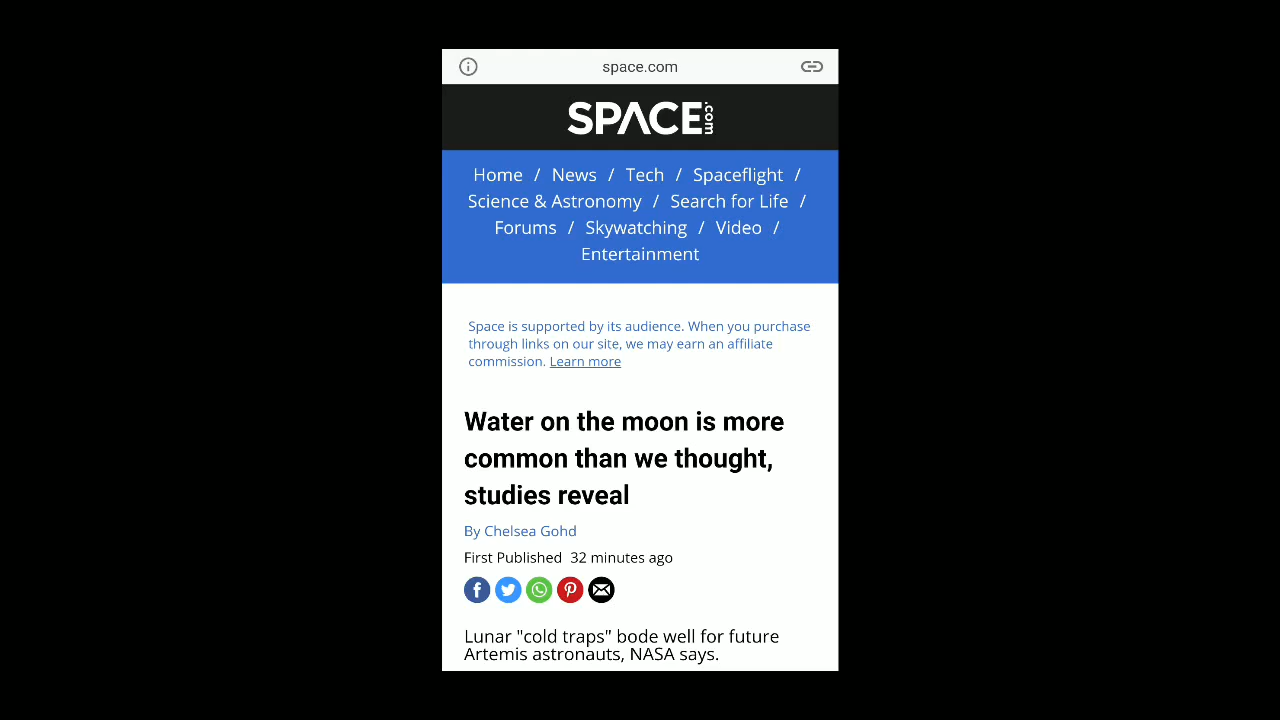 space.com
SPACE.com
Home / News / Tech / Spaceflight /
Science & Astronomy / Search for Life /
Forums / Skywatching / Video /
Entertainment
Space is supported by its audience. When you purchase
through links on our site, we may earn an affiliate
commission. Learn more
Water on the moon is more
common than we thought,
studies reveal
By Chelsea Gohd
First Published 32 minutes ago
Lunar "cold traps" bode well for future
Artemis astronauts, NASA says.